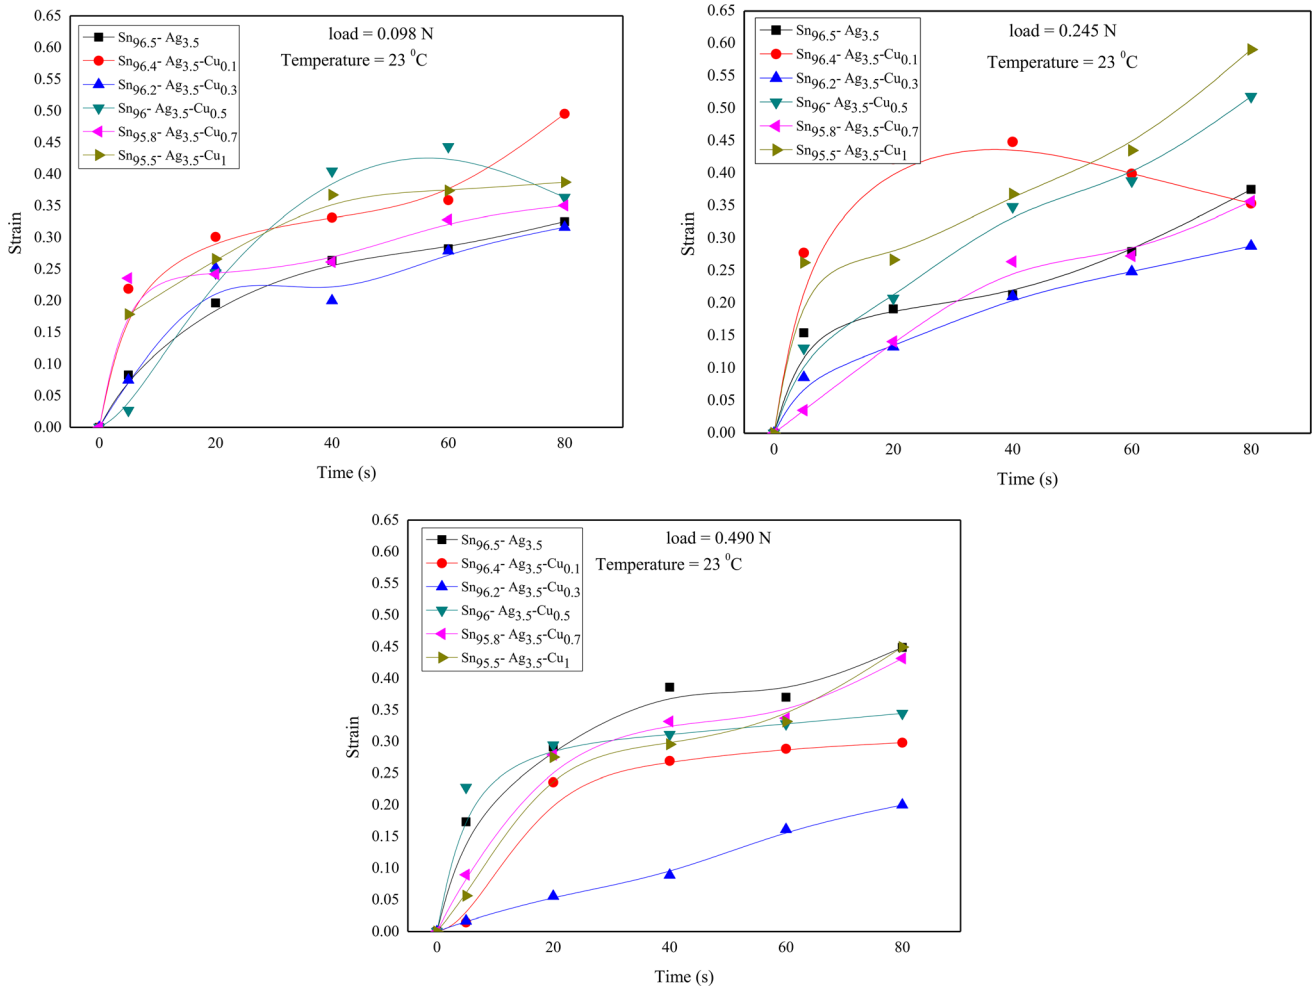 0.65
0.60
0.55
0.50
0.45
0.40
0.35
0.30
0.25
0.20
0.15
0.10
0.05
0.00
Strain
Sn96.5- Ag3.5
Sn96.4- Ag3.5-Cu0.1
Sn96.2- Ag3.5-Cu0.3
Sn96- Ag3.5-Cu0.5
Sn95.8- Ag3.5-Cu0.7
Sn95.5- Ag3.5-Cu1
load = 0.098 N
Temperature = 23 0C
0 20 40 60 80
Time (s)
0.65
0.60
0.55
0.50
0.45
0.40
0.35
0.30
0.25
0.20
0.15
0.10
0.05
0.00
Strain
Sn96.5- Ag3.5
Sn96.4- Ag3.5-Cu0.1
Sn96.2- Ag3.5-Cu0.3
Sn96- Ag3.5-Cu0.5
Sn95.8- Ag3.5-Cu0.7
Sn95.5- Ag3.5-Cu1
load = 0.245 N
Temperature = 23 0C
0 20 40 60 80
Time (s)
0.65
0.60
0.55
0.50
0.45
0.40
0.35
0.30
0.25
0.20
0.15
0.10
0.05
0.00
Strain
Sn96.5- Ag3.5
Sn96.4- Ag3.5-Cu0.1
Sn96.2- Ag3.5-Cu0.3
Sn96- Ag3.5-Cu0.5
Sn95.8- Ag3.5-Cu0.7
Sn95.5- Ag3.5-Cu1
load = 0.490 N
Temperature = 23 0C
0 20 40 60 80
Time (s)